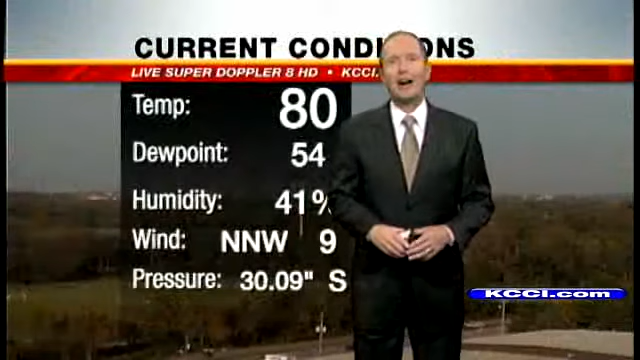 CURRENT CONDI ONS
LIVE SUPER DOPPLER 8 HD • KCCI.
Temp: 80
Dewpoint: 54
Humidity: 41%
Wind: NNW 9
Pressure: 30.09" S
KCCI.com